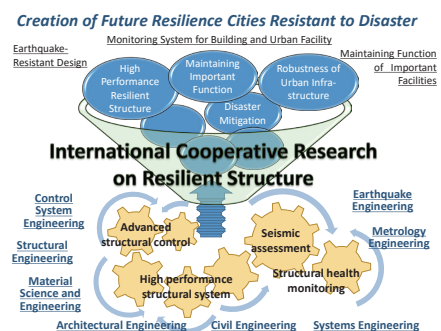 Creation of Future Resilience Cities Resistant to Disaster
Monitoring System for Building and Urban Facility
Earthquake-
Resistant Design
Maintaining Function
of Important
Facilities
High
Performance
Resilient
Structure
Maintaining
Important
Function
Robustness of
Urban Infra-
structure
Disaster
Mitigation
International Cooperative Research
on Resilient Structure
Control
System
Engineering
Structural
Engineering
Material
Science and
Engineering
Advanced
structural control
High performance
structural system
Seismic
assessment
Structural health
monitoring
Earthquake
Engineering
Metrology
Engineering
Architectural Engineering
Civil Engineering
Systems Engineering